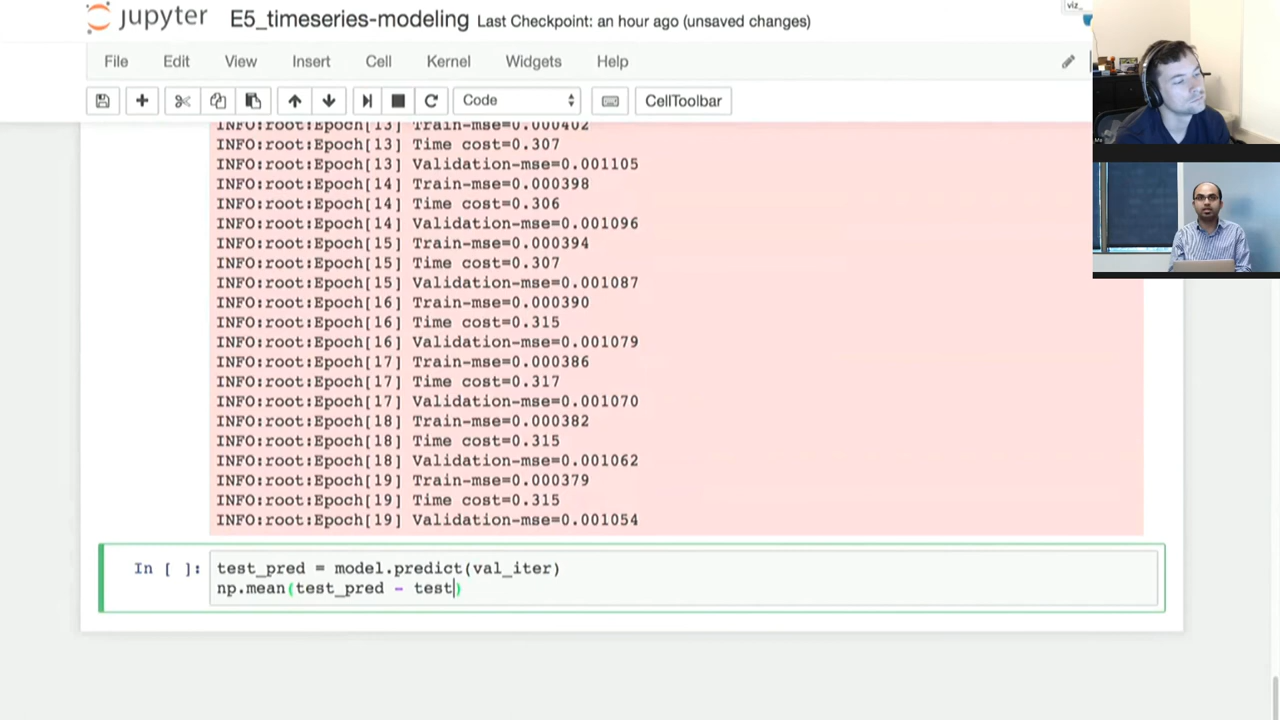 jupyter E5_timeseries-modeling Last Checkpoint: an hour ago (unsaved changes)
viz_
File Edit View Insert Cell Kernel Widgets Help
Code CellToolbar
INFO:root:Epoch[13] Train-mse=0.000402
INFO:root:Epoch[13] Time cost=0.307
INFO:root:Epoch[13] Validation-mse=0.001105
INFO:root:Epoch[14] Train-mse=0.000398
INFO:root:Epoch[14] Time cost=0.306
INFO:root:Epoch[14] Validation-mse=0.001096
INFO:root:Epoch[15] Train-mse=0.000394
INFO:root:Epoch[15] Time cost=0.307
INFO:root:Epoch[15] Validation-mse=0.001087
INFO:root:Epoch[16] Train-mse=0.000390
INFO:root:Epoch[16] Time cost=0.315
INFO:root:Epoch[16] Validation-mse=0.001079
INFO:root:Epoch[17] Train-mse=0.000386
INFO:root:Epoch[17] Time cost=0.317
INFO:root:Epoch[17] Validation-mse=0.001070
INFO:root:Epoch[18] Train-mse=0.000382
INFO:root:Epoch[18] Time cost=0.315
INFO:root:Epoch[18] Validation-mse=0.001062
INFO:root:Epoch[19] Train-mse=0.000379
INFO:root:Epoch[19] Time cost=0.315
INFO:root:Epoch[19] Validation-mse=0.001054
In [ ]: test_pred = model.predict(val_iter)
np.mean(test_pred - test)